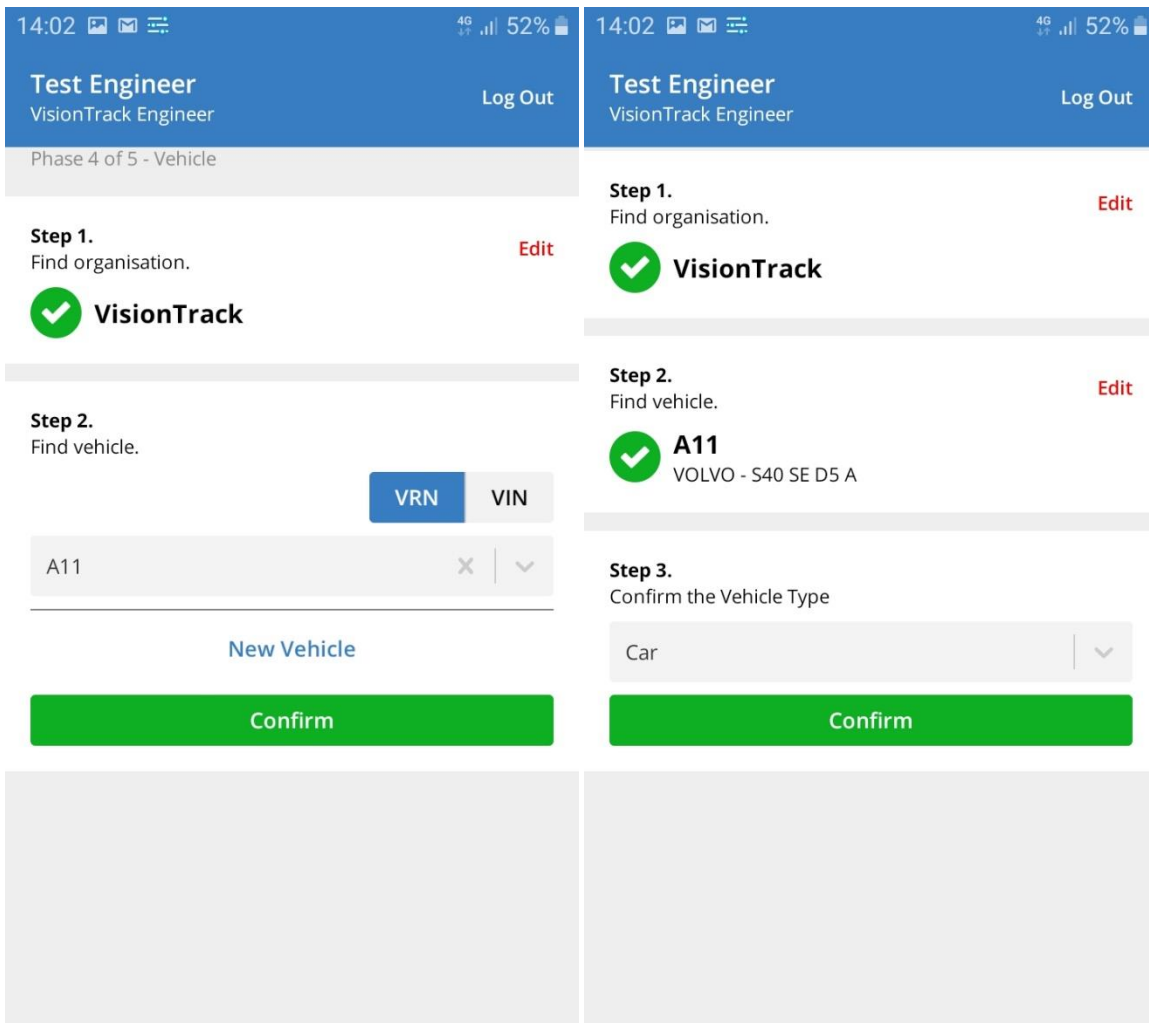 14:02
4G
52%
Test Engineer
VisionTrack Engineer
Log Out
Phase 4 of 5 - Vehicle
Step 1.
Find organisation.
Edit
VisionTrack
Step 2.
Find vehicle.
VRN
VIN
A11
New Vehicle
Confirm
14:02
4G
52%
Test Engineer
VisionTrack Engineer
Log Out
Step 1.
Find organisation.
Edit
VisionTrack
Step 2.
Find vehicle.
Edit
A11
VOLVO - S40 SE D5 A
Step 3.
Confirm the Vehicle Type
Car
Confirm